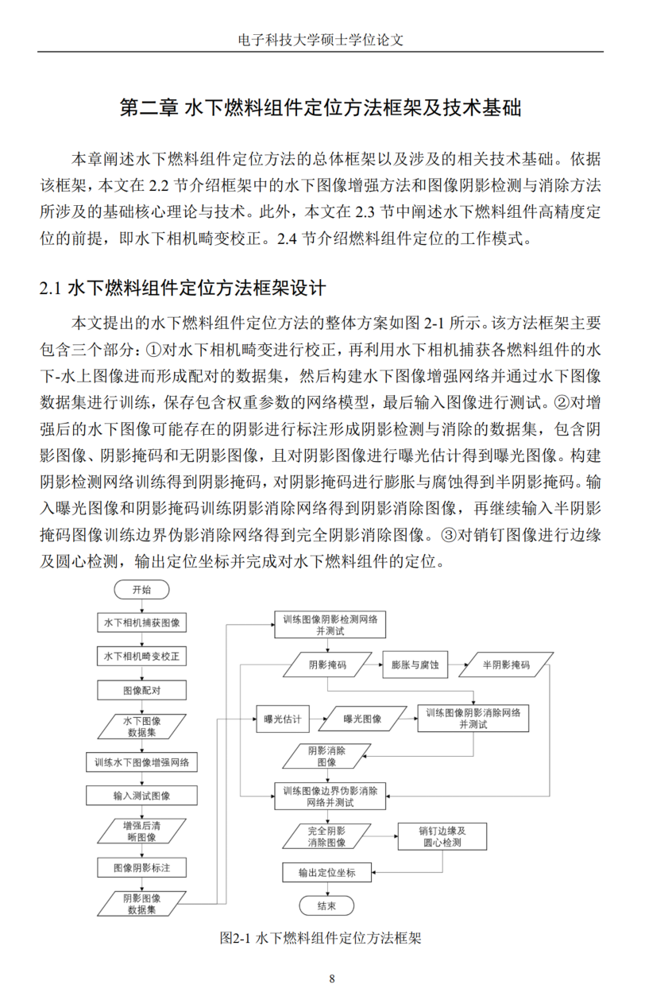 电子科技大学硕士学位论文
第二章 水下燃料组件定位方法框架及技术基础
本章阐述水下燃料组件定位方法的总体框架以及涉及的相关技术基础。依据
该框架，本文在 2.2 节介绍框架中的水下图像增强方法和图像阴影检测与消除方法
所涉及的基础核心理论与技术。此外，本文在 2.3 节中阐述水下燃料组件高精度定
位的前提，即水下相机畸变校正。2.4 节介绍燃料组件定位的工作模式。
2.1 水下燃料组件定位方法框架设计
本文提出的水下燃料组件定位方法的整体方案如图 2-1 所示。该方法框架主要
包含三个部分：①对水下相机畸变进行校正，再利用水下相机捕获各燃料组件的水
下-水上图像进而形成配对的数据集，然后构建水下图像增强网络并通过水下图像
数据集进行训练，保存包含权重参数的网络模型，最后输入图像进行测试。②对增
强后的水下图像可能存在的阴影进行标注形成阴影检测与消除的数据集，包含阴
影图像、阴影掩码和无阴影图像，且对阴影图像进行曝光估计得到曝光图像。构建
阴影检测网络训练得到阴影掩码，对阴影掩码进行膨胀与腐蚀得到半阴影掩码。输
入曝光图像和阴影掩码训练阴影消除网络得到阴影消除图像，再继续输入半阴影
掩码图像训练边界伪影消除网络得到完全阴影消除图像。③对销钉图像进行边缘
及圆心检测，输出定位坐标并完成对水下燃料组件的定位。
开始
水下相机捕获图像
水下相机畸变校正
图像配对
水下图像
数据集
训练水下图像增强网络
输入测试图像
增强后清
晰图像
图像阴影标注
阴影图像
数据集
训练图像阴影检测网络
并测试
阴影掩码
膨胀与腐蚀
半阴影掩码
曝光估计
曝光图像
训练图像阴影消除网络
并测试
阴影消除
图像
训练图像边界伪影消除
网络并测试
完全阴影
消除图像
销钉边缘及
圆心检测
输出定位坐标
结束
图2-1 水下燃料组件定位方法框架
8